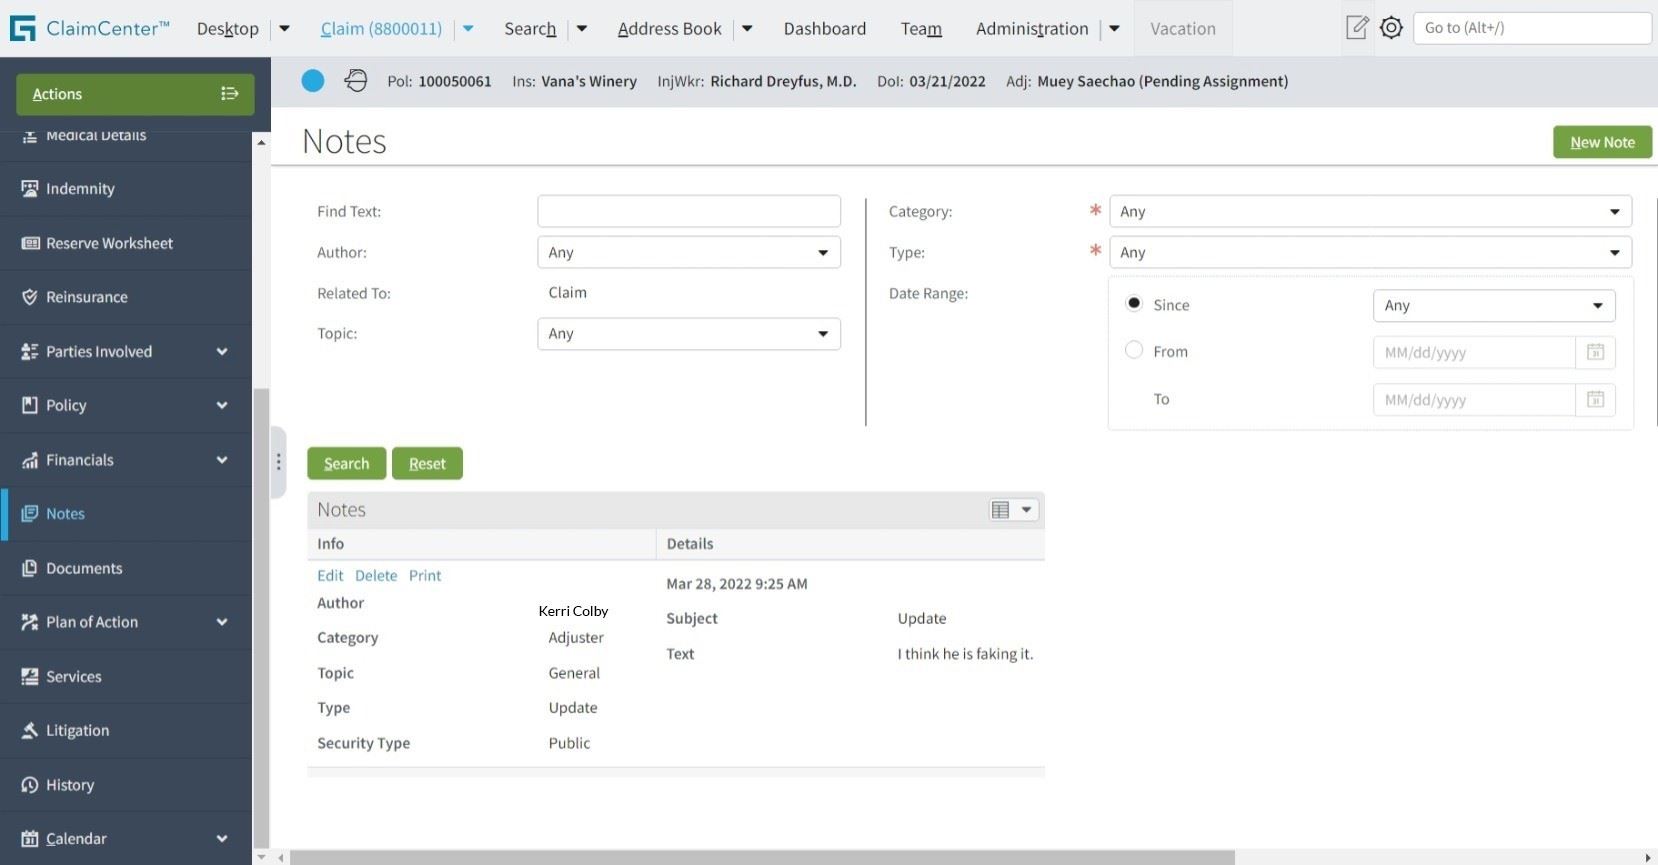 ClaimCenter™ Desktop Claim (8800011) Search Address Book Dashboard Team Administration Vacation Go to (Alt+/)
Actions
Pol: 100050061 Ins: Vana's Winery InjWkr: Richard Dreyfus, M.D. DoI: 03/21/2022 Adj: Muey Saechao (Pending Assignment)
Medical Details
Indemnity
Reserve Worksheet
Reinsurance
Parties Involved
Policy
Financials
Notes
Documents
Plan of Action
Services
Litigation
History
Calendar
Notes
New Note
Find Text:
Author: Any
Related To: Claim
Topic: Any
Category: * Any
Type: * Any
Date Range:
Since Any
From MM/dd/yyyy
To MM/dd/yyyy
Search Reset
Notes
Info Details
Edit Delete Print
Author Kerri Colby
Category Adjuster
Topic General
Type Update
Security Type Public
Mar 28, 2022 9:25 AM
Subject Update
Text I think he is faking it.